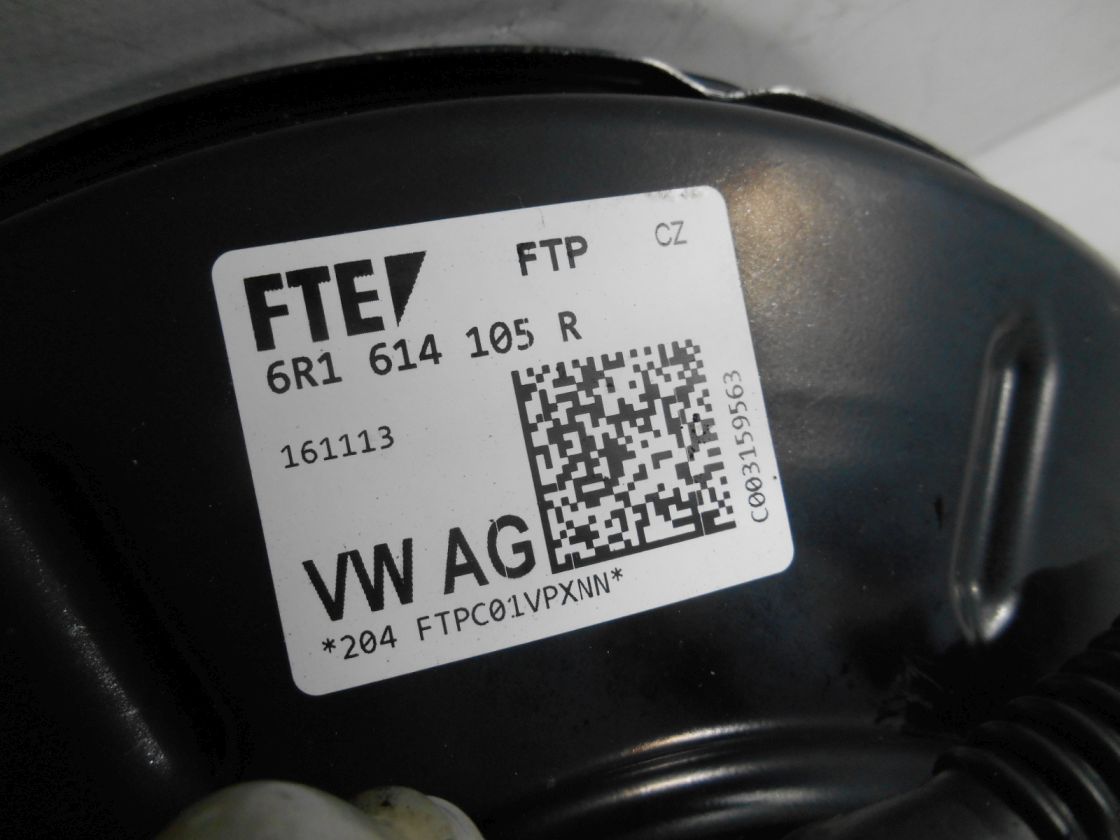 FTE FTP CZ
6R1 614 105 R
161113
C003159563
VW AG
*204 FTPC01VPXNN*